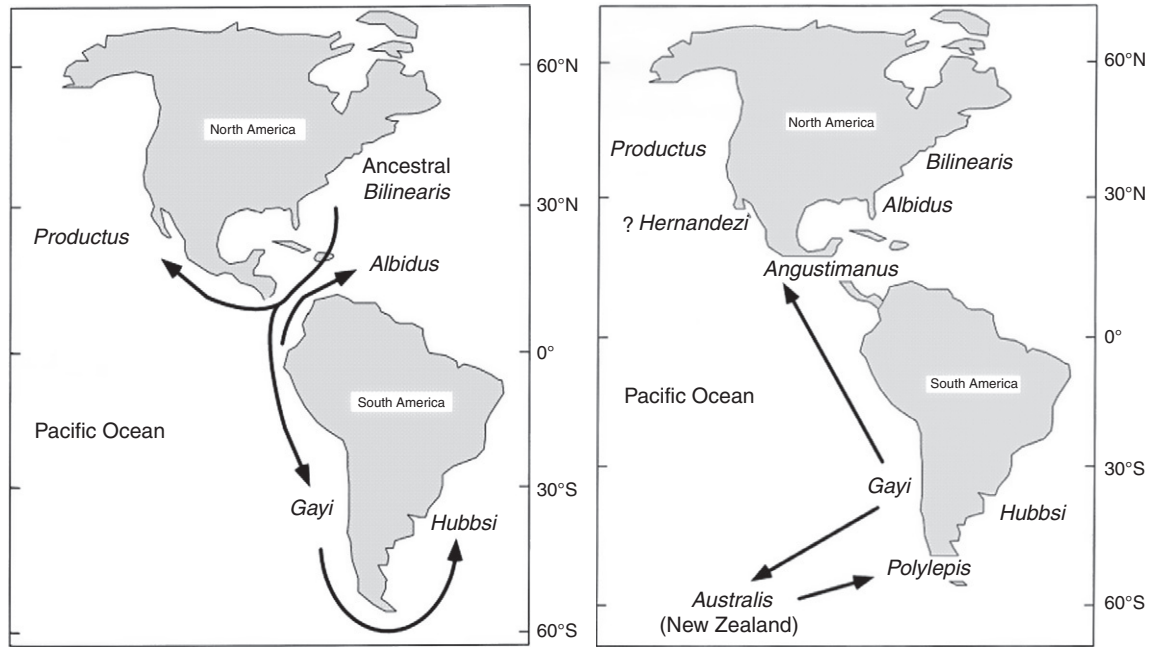 60°N
North America
Ancestral
Bilinearis
30°N
Productus
Albidus
0°
South America
Pacific Ocean
30°S
Gayi
Hubbsi
60°S
60°N
North America
Productus
Bilinearis
30°N
Albidus
? Hernandezi
Angustimanus
0°
South America
Pacific Ocean
30°S
Gayi
Hubbsi
Polylepis
Australis
(New Zealand)
60°S